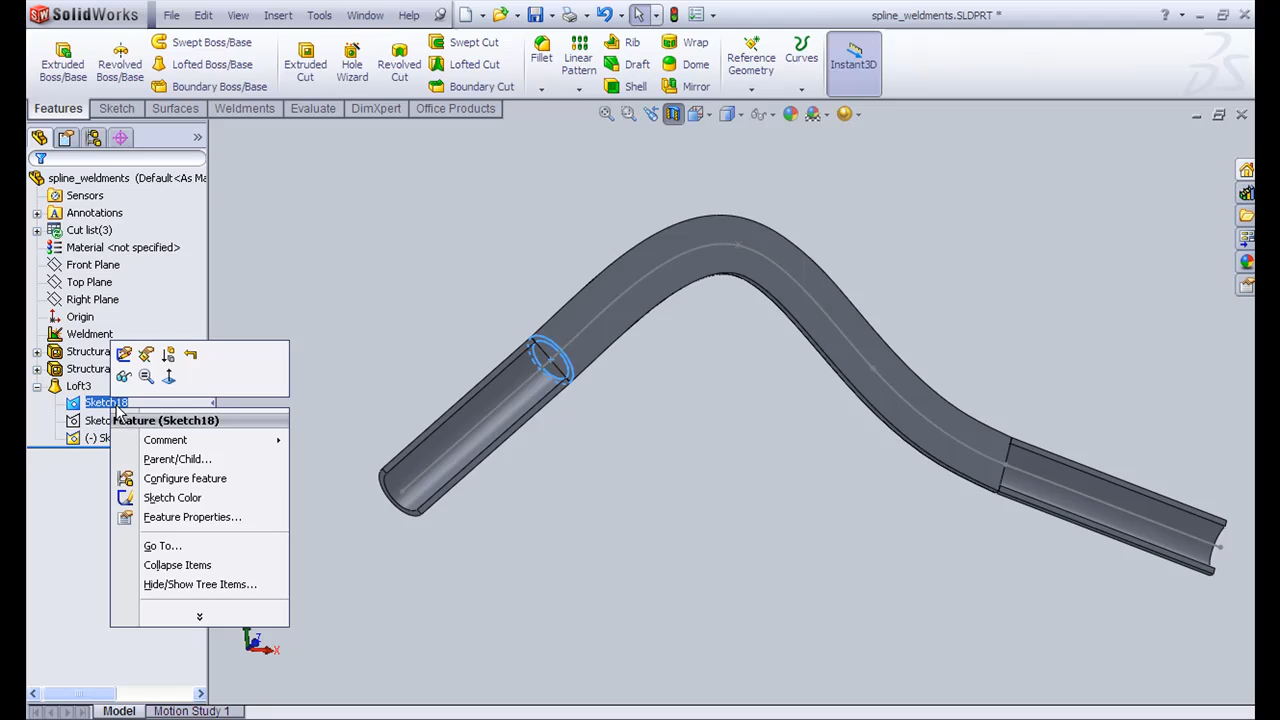 SolidWorks File Edit View Insert Tools Window Help spline_weldments.SLDPRT *
Extruded Boss/Base
Revolved Boss/Base
Swept Boss/Base
Lofted Boss/Base
Boundary Boss/Base
Extruded Cut
Hole Wizard
Revolved Cut
Swept Cut
Lofted Cut
Boundary Cut
Fillet
Linear Pattern
Rib
Draft
Shell
Wrap
Dome
Mirror
Reference Geometry
Curves
Instant3D
Features Sketch Surfaces Weldments Evaluate DimXpert Office Products
spline_weldments (Default<As Ma
Sensors
Annotations
Cut list(3)
Material <not specified>
Front Plane
Top Plane
Right Plane
Origin
Weldment
Structura
Structura
Loft3
Sketch18
Sketc
(-) Sk
Feature (Sketch18)
Comment
Parent/Child...
Configure feature
Sketch Color
Feature Properties...
Go To...
Collapse Items
Hide/Show Tree Items...
Z
X
Model Motion Study 1